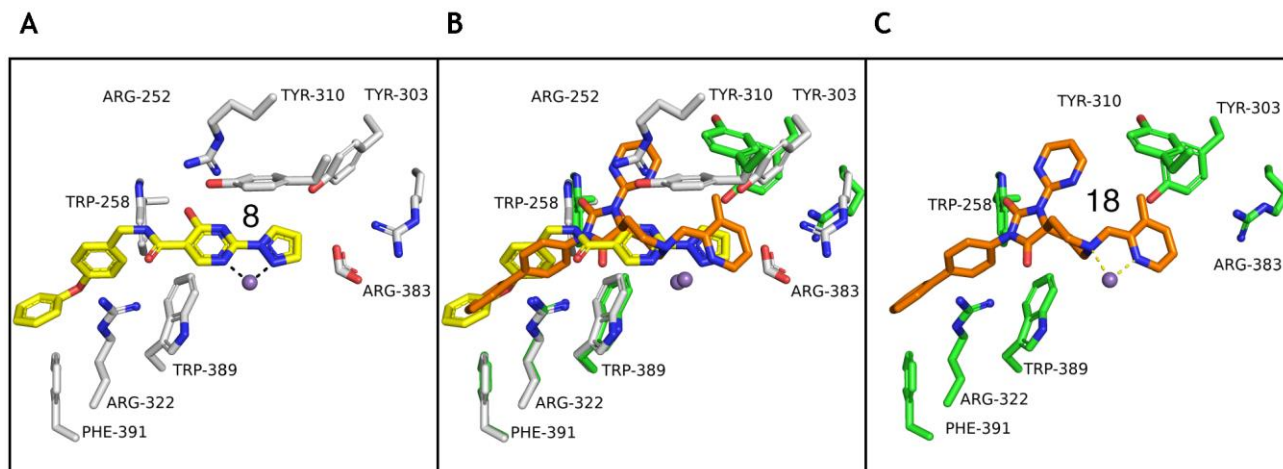 A
B
C
ARG-252
TYR-310
TYR-303
TRP-258
8
ARG-383
TRP-389
ARG-322
PHE-391
ARG-252
TYR-310
TYR-303
TRP-258
ARG-383
TRP-389
ARG-322
PHE-391
TYR-310
TYR-303
TRP-258
18
ARG-383
TRP-389
ARG-322
PHE-391